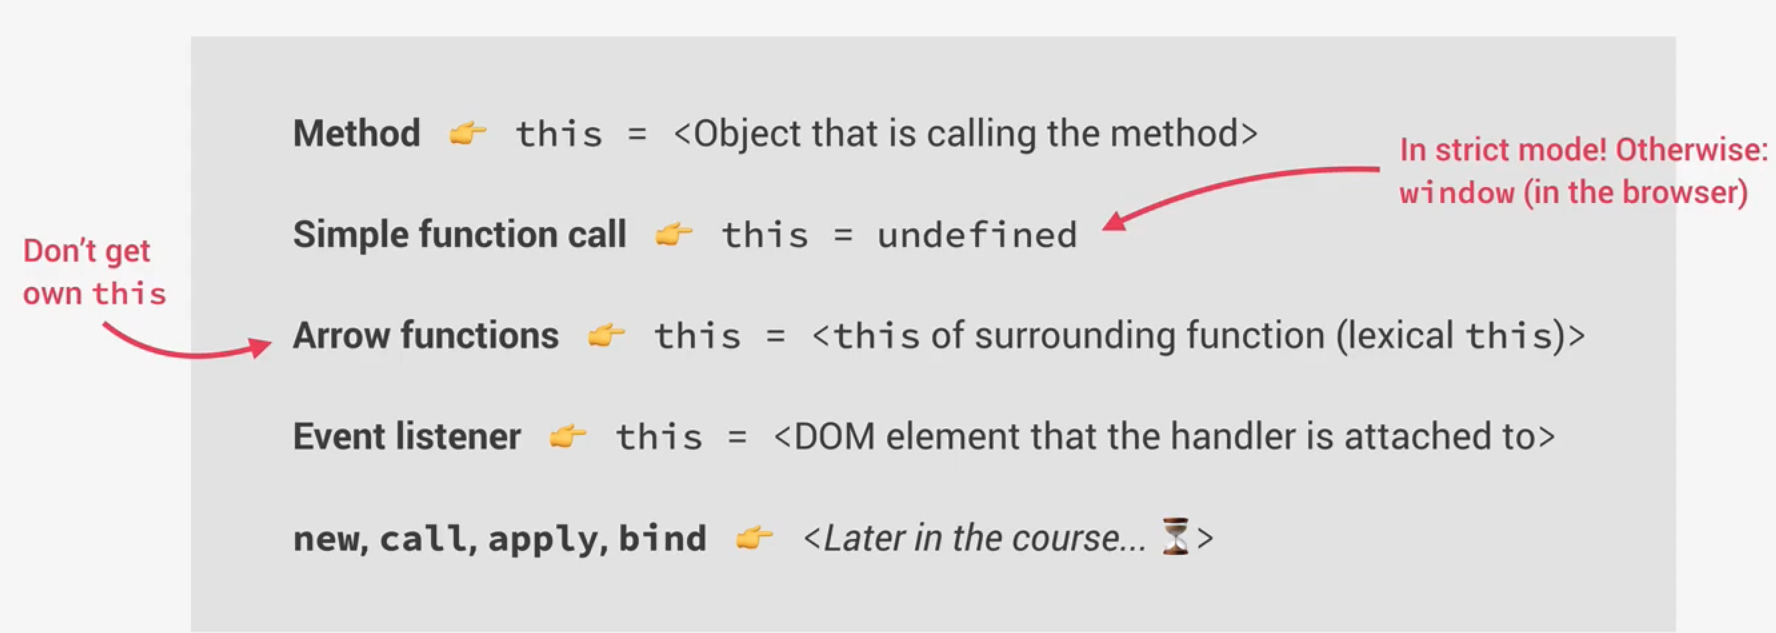 Method 👉 this = <Object that is calling the method>
In strict mode! Otherwise:
window (in the browser)
Simple function call 👉 this = undefined
Don’t get
own this
Arrow functions 👉 this = <this of surrounding function (lexical this)>
Event listener 👉 this = <DOM element that the handler is attached to>
new, call, apply, bind 👉 <Later in the course... ⏳>